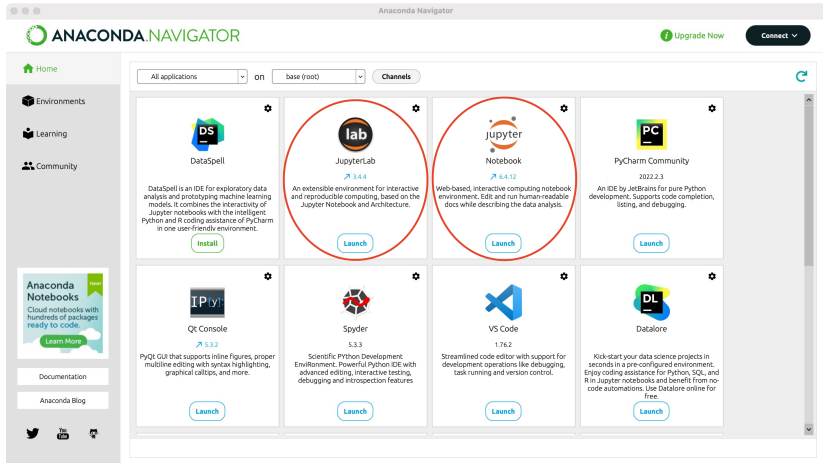 Anaconda Navigator
ANACONDA.NAVIGATOR
i Upgrade Now
Connect
Home
Environments
Learning
Community
All applications
on
base (root)
Channels
DS
DataSpell
DataSpell is an IDE for exploratory data
analysis and prototyping machine learning
models. It combines the interactivity of
Jupyter notebooks with the intelligent
Python and R coding assistance of PyCharm
in one user-friendly environment.
Install
lab
JupyterLab
3.4.4
An extensible environment for interactive
and reproducible computing, based on the
Jupyter Notebook and Architecture.
Launch
jupyter
Notebook
6.4.12
Web-based, interactive computing notebook
environment. Edit and run human-readable
docs while describing the data analysis.
Launch
PC
PyCharm Community
2022.2.3
An IDE by JetBrains for pure Python
development. Supports code completion,
listing, and debugging.
Launch
IP[y]:
Qt Console
5.3.2
PyQt GUI that supports inline figures, proper
multiline editing with syntax highlighting,
graphical calltips, and more.
Launch
Spyder
5.3.3
Scientific PYthon Development
EnviRonment. Powerful Python IDE with
advanced editing, interactive testing,
debugging and introspection features
Launch
VS Code
1.76.2
Streamlined code editor with support for
development operations like debugging,
task running and version control.
Launch
DL
Datalore
Kick-start your data science projects in
seconds in a pre-configured environment.
Enjoy coding assistance for Python, SQL, and
R in Jupyter notebooks and benefit from no-
code automations. Use Datalore online for
free.
Launch
Anaconda
Notebooks
New!
Cloud notebooks with
hundreds of packages
ready to code.
Learn More
Documentation
Anaconda Blog
You
Tube